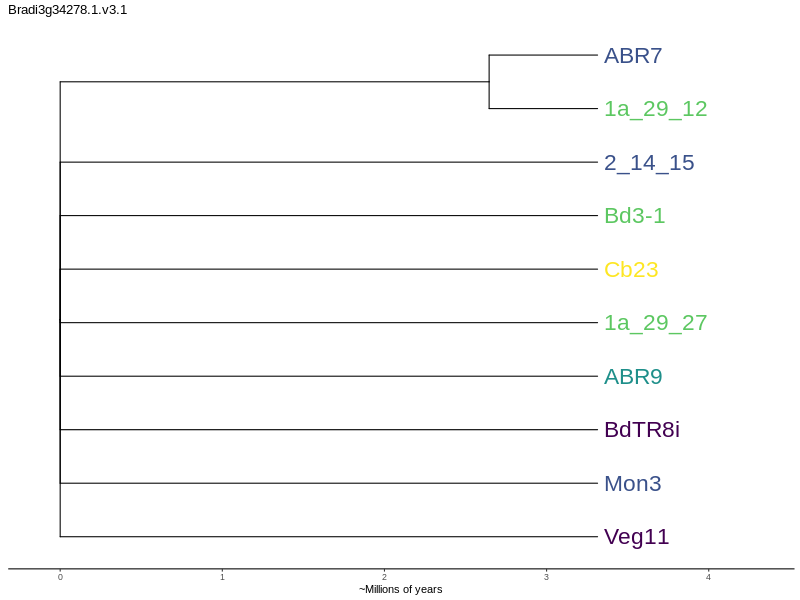 Bradi3g34278.1.v3.1
ABR7
1a_29_12
2_14_15
Bd3-1
Cb23
1a_29_27
ABR9
BdTR8i
Mon3
Veg11
0 1 2 3 4
~Millions of years